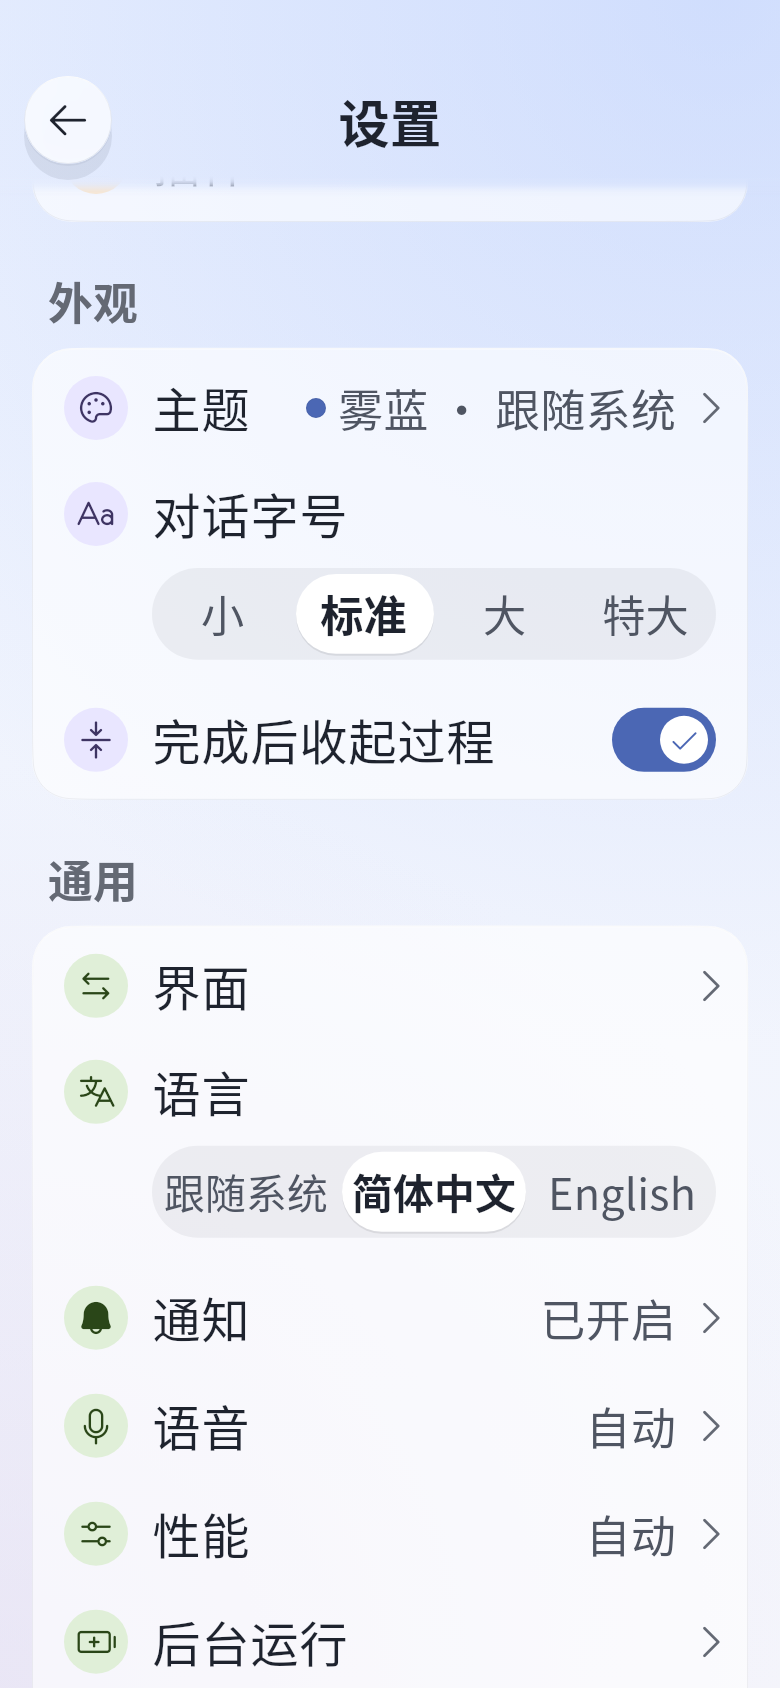 设置
外观
主题 雾蓝 · 跟随系统
Aa 对话字号
小 标准 大 特大
完成后收起过程
通用
界面
文A 语言
跟随系统 简体中文 English
通知 已开启
语音 自动
性能 自动
后台运行